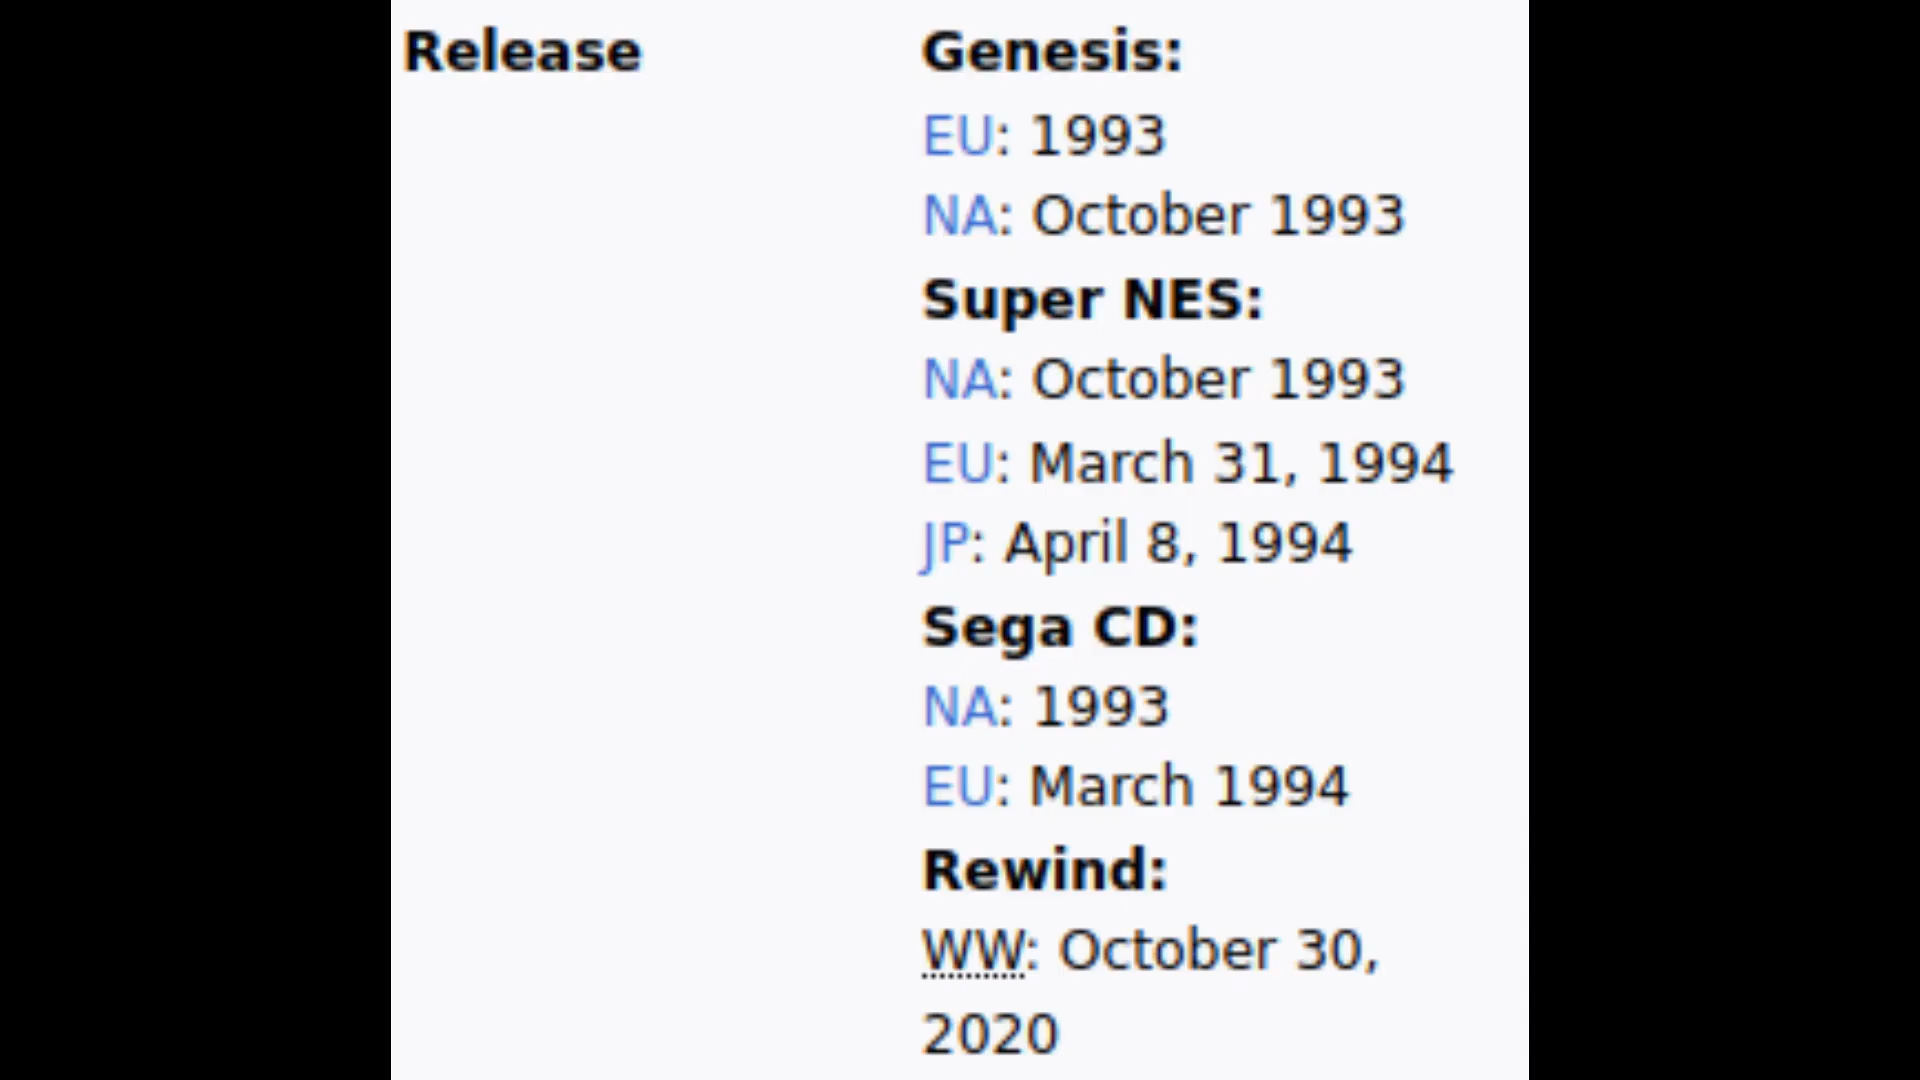 Release
Genesis:
EU: 1993
NA: October 1993
Super NES:
NA: October 1993
EU: March 31, 1994
JP: April 8, 1994
Sega CD:
NA: 1993
EU: March 1994
Rewind:
WW: October 30,
2020